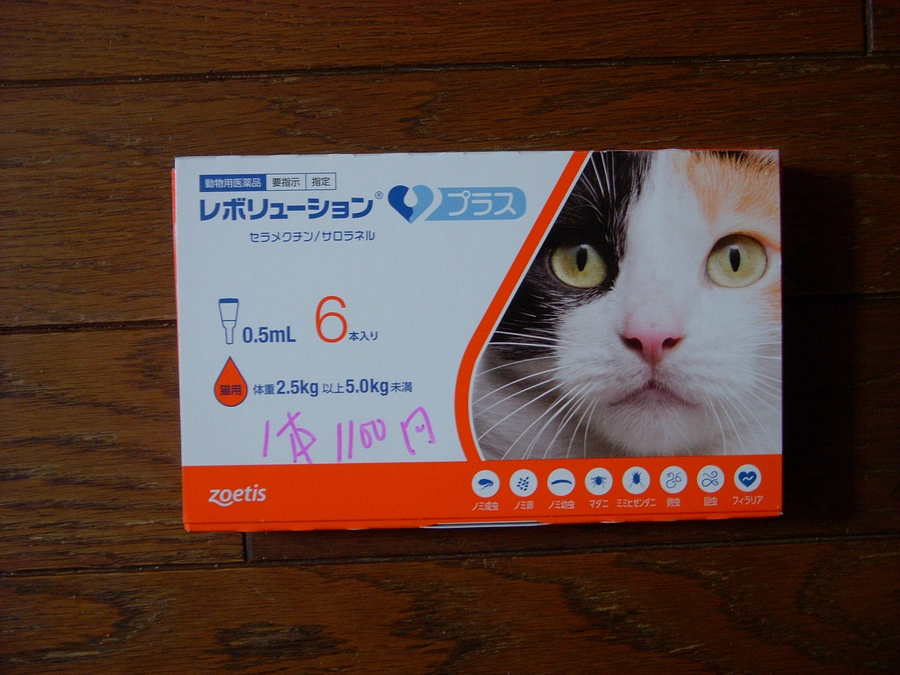 動物用医薬品 要指示 指定
レボリューション® プラス
セラメクチン/サロラネル
0.5mL 6本入り
猫用 体重2.5kg以上5.0kg未満
1本 1100円
zoetis
ノミ成虫 ノミ卵 ノミ幼虫 マダニ ミミヒゼンダニ 鉤虫 回虫 フィラリア